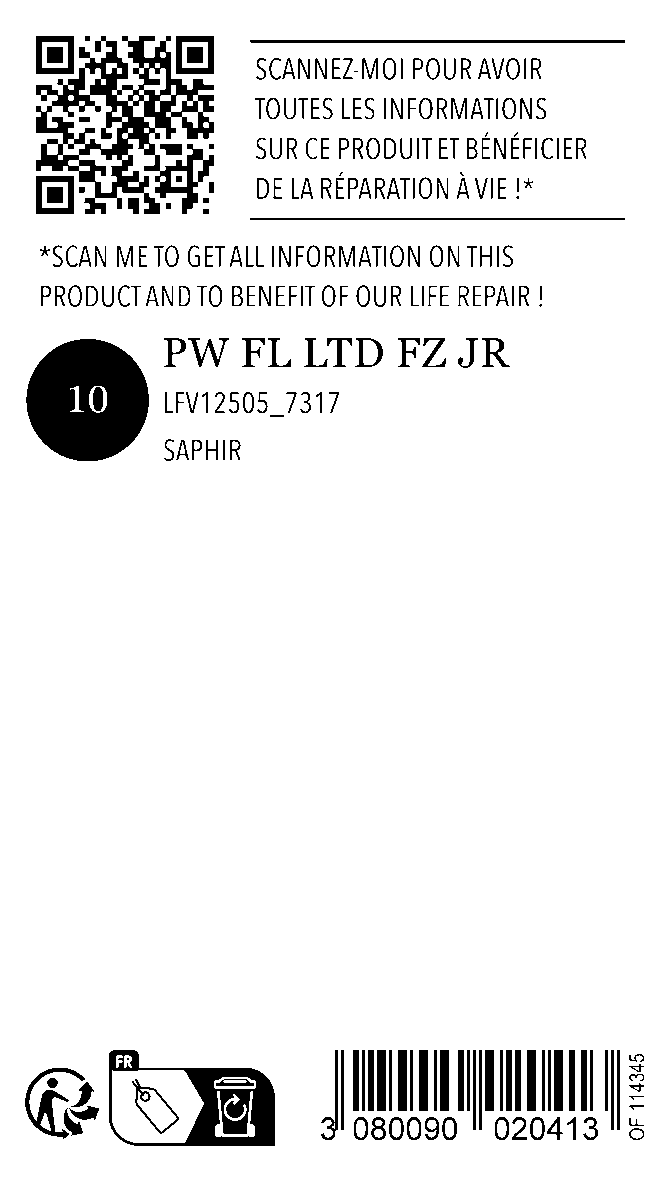 SCANNEZ-MOI POUR AVOIR
TOUTES LES INFORMATIONS
SUR CE PRODUIT ET BÉNÉFICIER
DE LA RÉPARATION À VIE !*
*SCAN ME TO GET ALL INFORMATION ON THIS
PRODUCT AND TO BENEFIT OF OUR LIFE REPAIR !
10
PW FL LTD FZ JR
LFV12505_7317
SAPHIR
FR
3 080090 020413
OF 114345